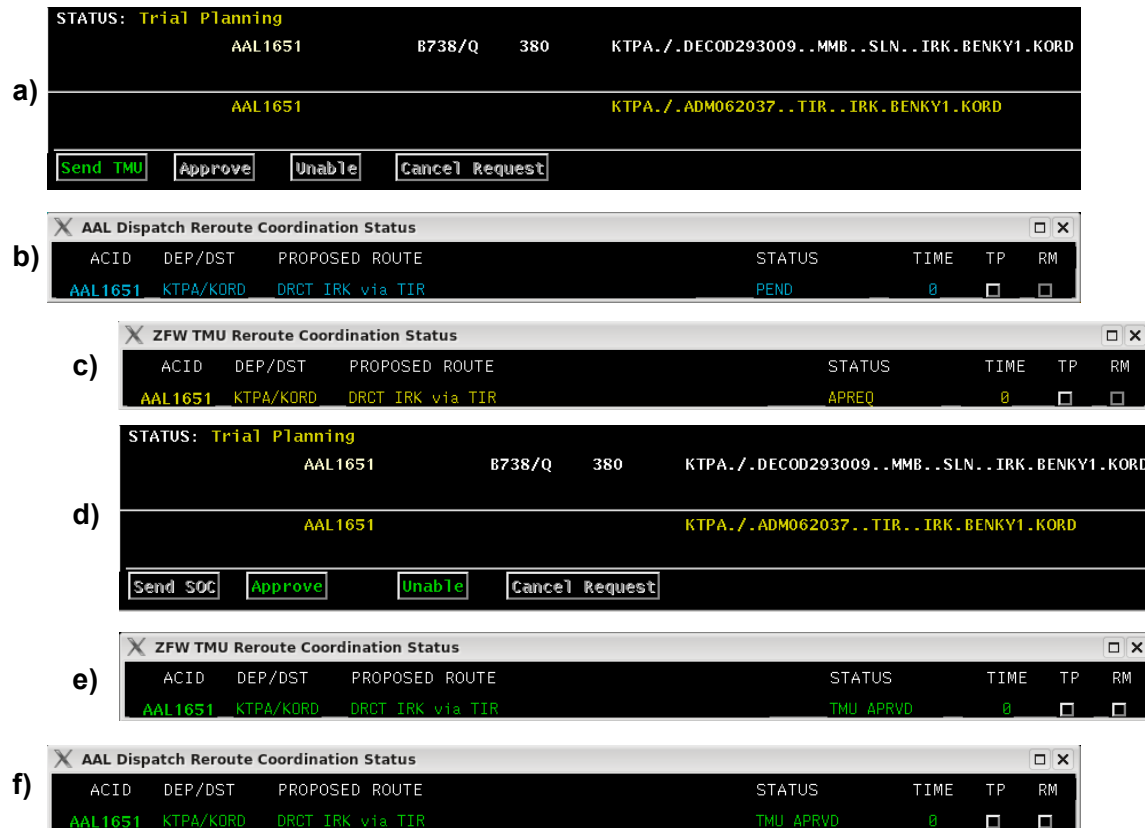 a)
STATUS: Trial Planning
AAL1651 B738/Q 380 KTPA./.DECOD293009..MMB..SLN..IRK.BENKY1.KORD
AAL1651 KTPA./.ADM062037..TIR..IRK.BENKY1.KORD
Send TMU Approve Unable Cancel Request
b)
AAL Dispatch Reroute Coordination Status
ACID DEP/DST PROPOSED ROUTE STATUS TIME TP RM
AAL1651 KTPA/KORD DRCT IRK via TIR PEND 0
c)
ZFW TMU Reroute Coordination Status
ACID DEP/DST PROPOSED ROUTE STATUS TIME TP RM
AAL1651 KTPA/KORD DRCT IRK via TIR APREQ 0
d)
STATUS: Trial Planning
AAL1651 B738/Q 380 KTPA./.DECOD293009..MMB..SLN..IRK.BENKY1.KORD
AAL1651 KTPA./.ADM062037..TIR..IRK.BENKY1.KORD
Send SOC Approve Unable Cancel Request
e)
ZFW TMU Reroute Coordination Status
ACID DEP/DST PROPOSED ROUTE STATUS TIME TP RM
AAL1651 KTPA/KORD DRCT IRK via TIR TMU APRVD 0
f)
AAL Dispatch Reroute Coordination Status
ACID DEP/DST PROPOSED ROUTE STATUS TIME TP RM
AAL1651 KTPA/KORD DRCT IRK via TIR TMU APRVD 0